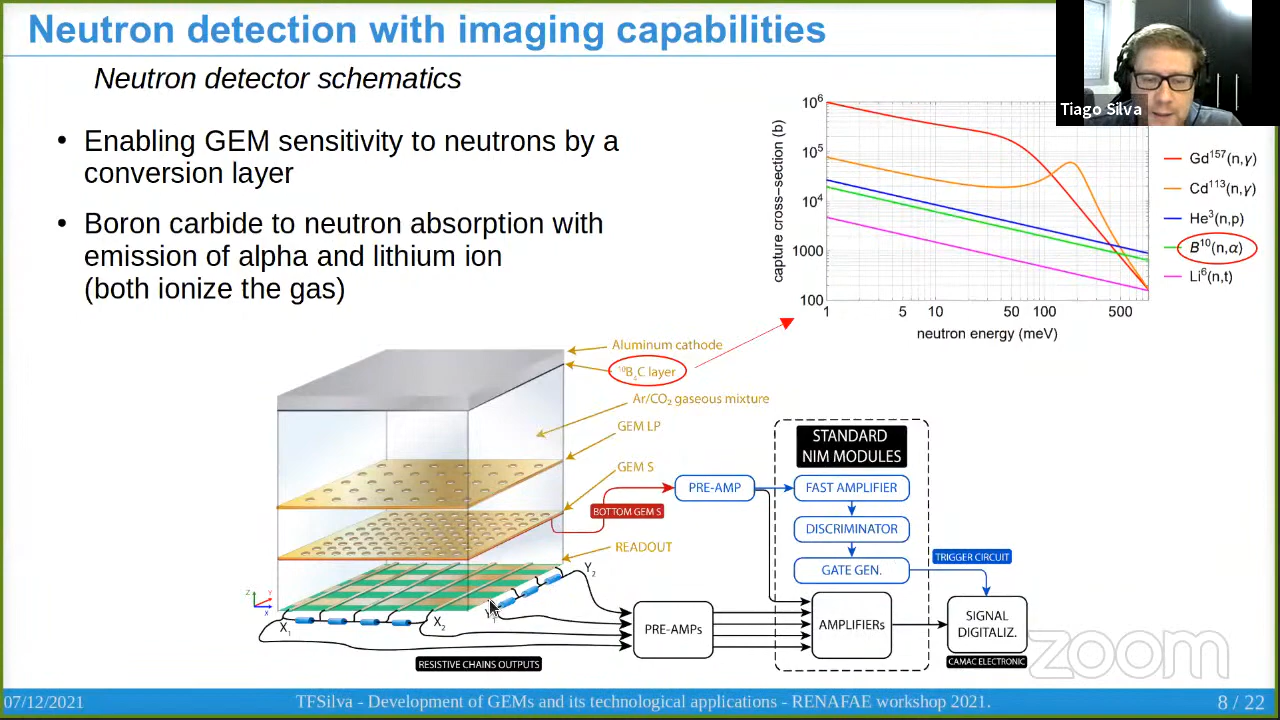 Neutron detection with imaging capabilities
Neutron detector schematics
• Enabling GEM sensitivity to neutrons by a
conversion layer
• Boron carbide to neutron absorption with
emission of alpha and lithium ion
(both ionize the gas)
Tiago Silva
capture cross-section (b)
10⁶
10⁵
10⁴
1000
100
1 5 10 50 100 500
neutron energy (meV)
Gd¹⁵⁷(n,γ)
Cd¹¹³(n,γ)
He³(n,p)
B¹⁰(n,α)
Li⁶(n,t)
Aluminum cathode
¹⁰B₄C layer
Ar/CO₂ gaseous mixture
GEM LP
GEM S
BOTTOM GEM S
READOUT
Z Y X
X₁
X₂
Y₁
Y₂
RESISTIVE CHAINS OUTPUTS
PRE-AMP
PRE-AMPs
STANDARD
NIM MODULES
FAST AMPLIFIER
DISCRIMINATOR
GATE GEN.
AMPLIFIERs
TRIGGER CIRCUIT
SIGNAL
DIGITALIZ.
CAMAC ELECTRONIC
zoom
07/12/2021
TFSilva - Development of GEMs and its technological applications - RENAFAE workshop 2021.
8 / 22